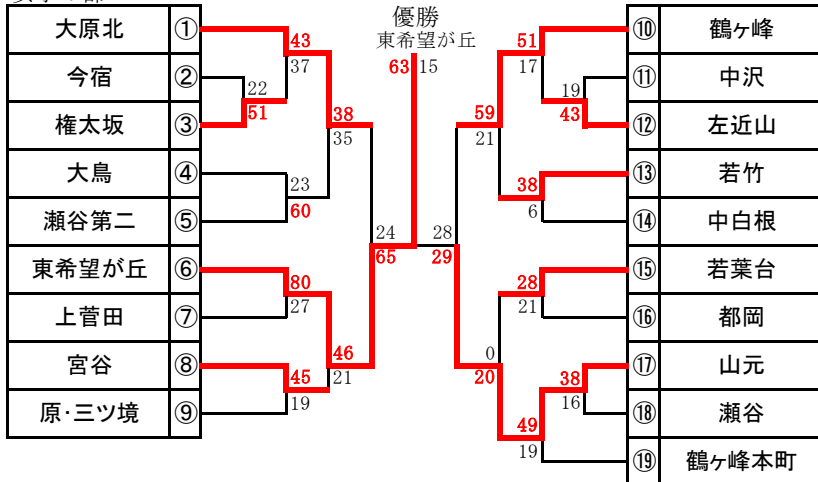 優勝
東希望が丘
63 15
大原北 ①
今宿 ②
権太坂 ③
大鳥 ④
瀬谷第二 ⑤
東希望が丘 ⑥
上菅田 ⑦
宮谷 ⑧
原・三ツ境 ⑨
43
37
22
51
38
35
23
60
24
65
80
27
46
21
45
19
⑩ 鶴ヶ峰
⑪ 中沢
⑫ 左近山
⑬ 若竹
⑭ 中白根
⑮ 若葉台
⑯ 都岡
⑰ 山元
⑱ 瀬谷
⑲ 鶴ヶ峰本町
51
17
19
43
59
21
38
6
28
29
28
21
0
20
38
16
49
19